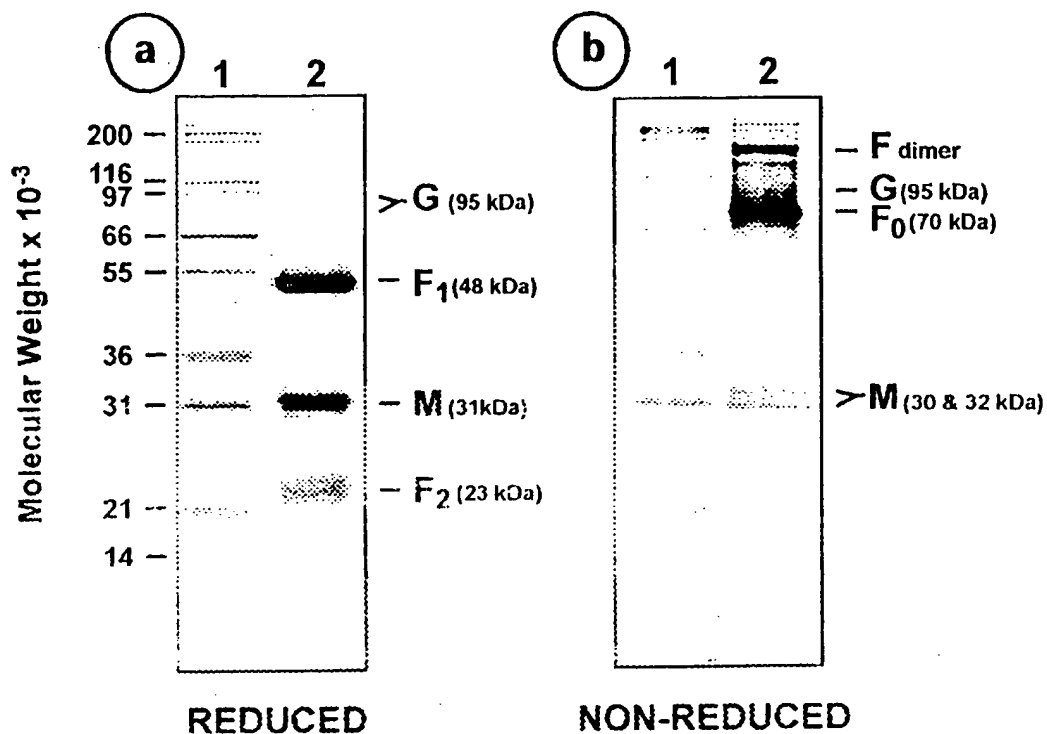 a
1 2
Molecular Weight x 10⁻³
200
116
97
66
55
36
31
21
14
G (95 kDa)
F₁ (48 kDa)
M (31kDa)
F₂ (23 kDa)
REDUCED
b
1 2
F dimer
G (95 kDa)
F₀ (70 kDa)
M (30 & 32 kDa)
NON-REDUCED